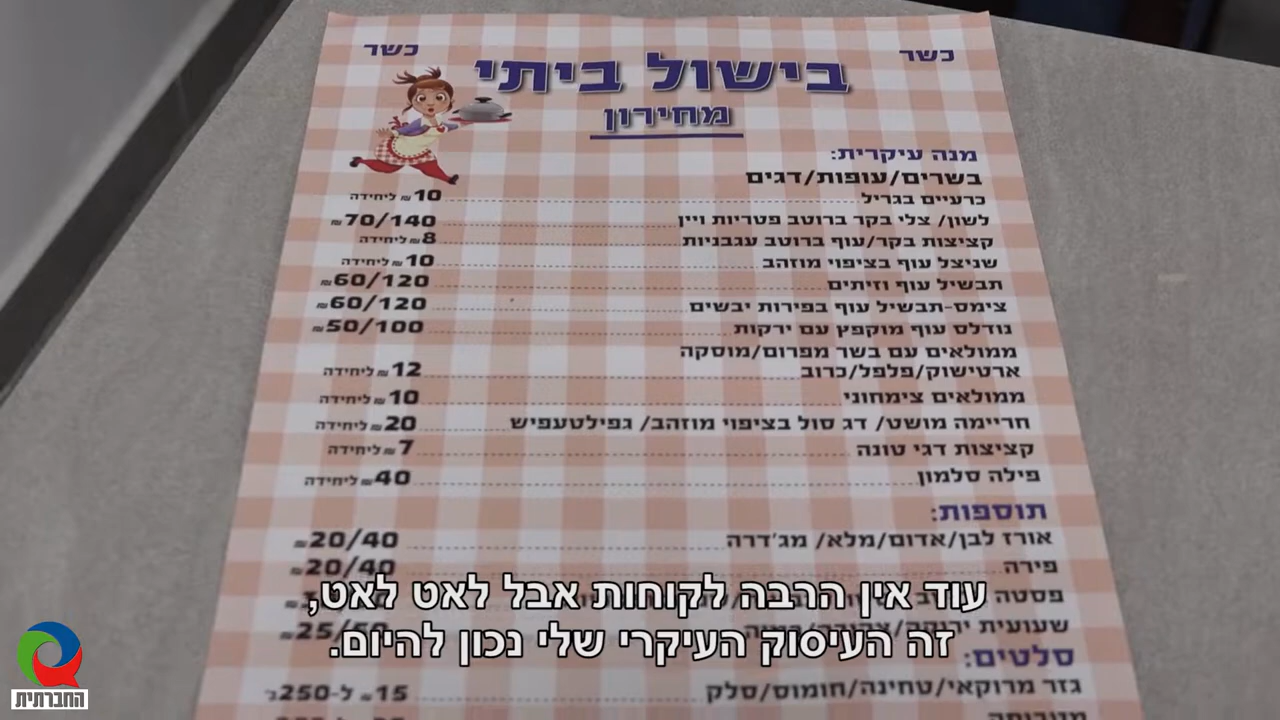 כשר
כשר
בישול ביתי
מחירון
מנה עיקרית:
בשרים/עופות/דגים
כרעיים בגריל 10 ₪ ליחידה
לשון/ צלי בקר ברוטב פטריות ויין 70/140 ₪
קציצות בקר/עוף ברוטב עגבניות 8 ₪ ליחידה
שניצל עוף בציפוי מוזהב 10 ₪ ליחידה
תבשיל עוף וזיתים 60/120 ₪
צימס-תבשיל עוף בפירות יבשים 60/120 ₪
נודלס עוף מוקפץ עם ירקות 50/100 ₪
ממולאים עם בשר מפרום/מוסקה
ארטישוק/פלפל/כרוב 12 ₪ ליחידה
ממולאים צימחוני 10 ₪ ליחידה
חריימה מושט/ דג סול בציפוי מוזהב/ גפילטעפיש 20 ₪ ליחידה
קציצות דגי טונה 7 ₪ ליחידה
פילה סלמון 40 ₪ ליחידה
תוספות:
אורז לבן/אדום/מלא/ מג'דרה 20/40 ₪
פירה 20/40 ₪
פסטה
שעועית ירוקה/ 25/50 ₪
סלטים:
גזר מרוקאי/טחינה/חומוס/סלק 15 ₪ ל-250 ג'
עוד אין הרבה לקוחות אבל לאט לאט,
זה העיסוק העיקרי שלי נכון להיום.
החברתית